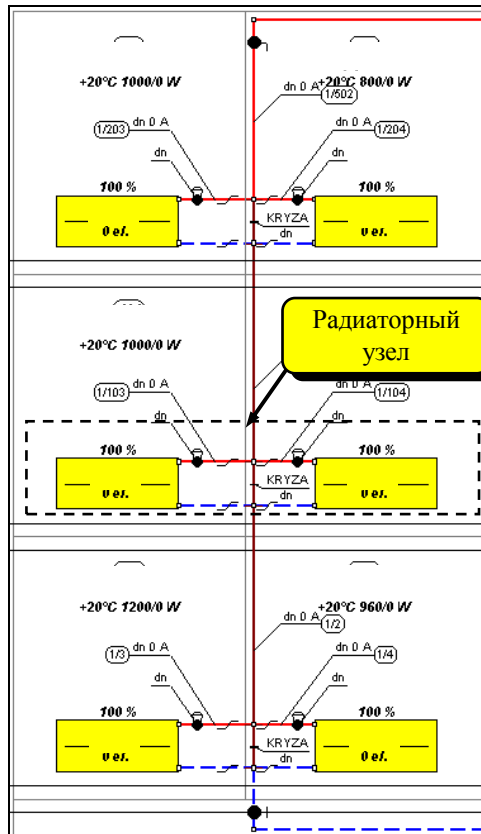 +20°C 1000/0 W
dn 0 A
+20°C 800/0 W
1/502
1/203
dn 0 A
dn 0 A
1/204
dn
dn
100 %
100 %
KRYZA
dn
0 el.
0 el.
Радиаторный
узел
+20°C 1000/0 W
1/103
dn 0 A
dn 0 A
1/104
dn
dn
100 %
100 %
KRYZA
dn
0 el.
0 el.
+20°C 1200/0 W
+20°C 960/0 W
dn 0 A
1/2
1/3
dn 0 A
dn 0 A
1/4
dn
dn
100 %
100 %
KRYZA
dn
0 el.
0 el.